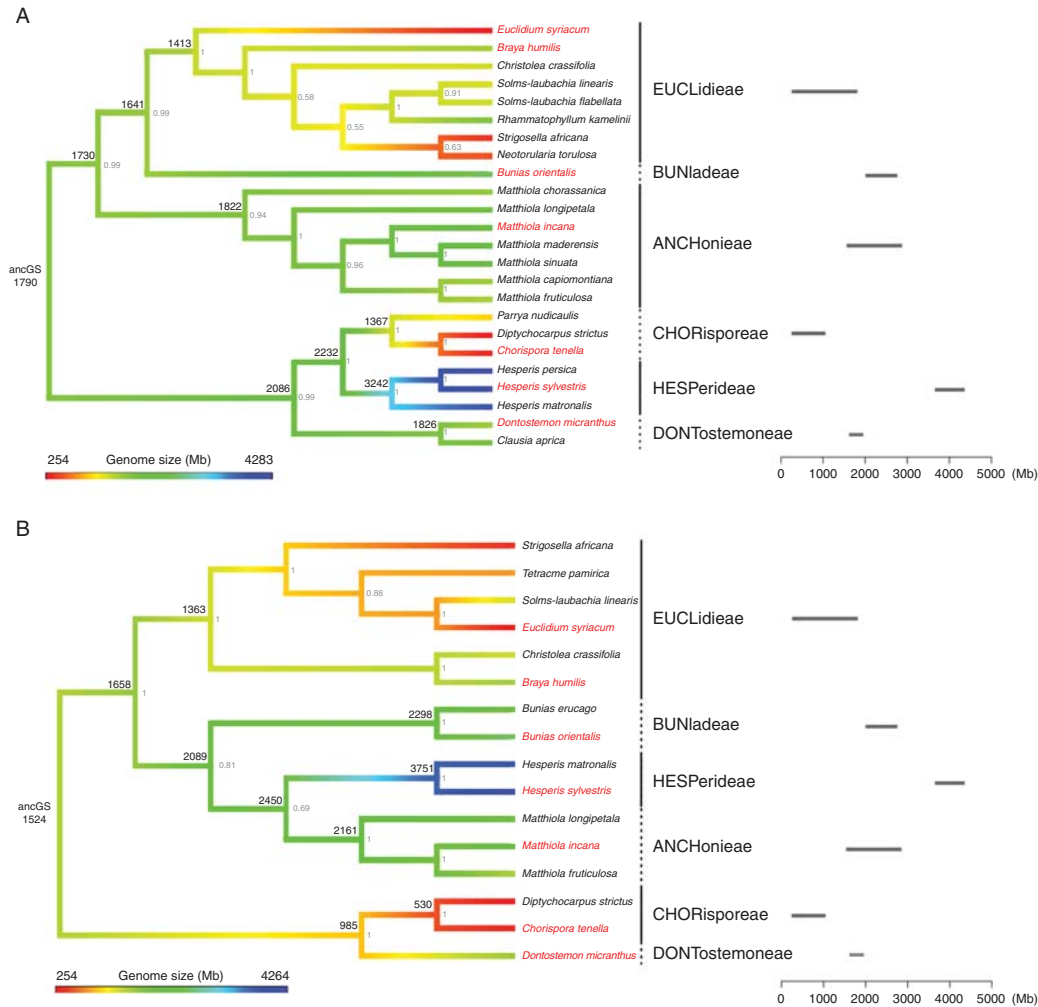 A
Euclidium syriacum
1413
1
Braya humilis
1
Christolea crassifolia
EUCLidieae
0.58
Solms-laubachia linearis
0.91
Solms-laubachia flabellata
1
1641
0.99
Rhammatophyllum kamelinii
0.55
Strigosella africana
0.63
Neotorularia torulosa
1730
0.99
Bunias orientalis
BUNIadeae
Matthiola chorassanica
1822
0.94
Matthiola longipetala
1
Matthiola incana
1
ANCHonieae
Matthiola maderensis
1
Matthiola sinuata
0.96
ancGS
1790
Matthiola capiomontiana
1
Matthiola fruticulosa
Parrya nudicaulis
1367
1
Diptychocarpus strictus
1
CHORisporeae
Chorispora tenella
2232
1
Hesperis persica
1
Hesperis sylvestris
3242
1
HESPerideae
2086
0.99
Hesperis matronalis
Dontostemon micranthus
1826
1
DONTostemoneae
Clausia aprica
254 Genome size (Mb) 4283
0 1000 2000 3000 4000 5000 (Mb)
B
Strigosella africana
1
Tetracme pamirica
0.88
Solms-laubachia linearis
1
1363
1
EUCLidieae
Euclidium syriacum
Christolea crassifolia
1
Braya humilis
1658
1
Bunias erucago
2298
1
BUNIadeae
Bunias orientalis
2089
0.81
Hesperis matronalis
3751
1
HESPerideae
Hesperis sylvestris
2450
0.69
ancGS
1524
Matthiola longipetala
2161
1
Matthiola incana
1
ANCHonieae
Matthiola fruticulosa
Diptychocarpus strictus
530
1
CHORisporeae
Chorispora tenella
985
1
Dontostemon micranthus
DONTostemoneae
254 Genome size (Mb) 4264
0 1000 2000 3000 4000 5000 (Mb)